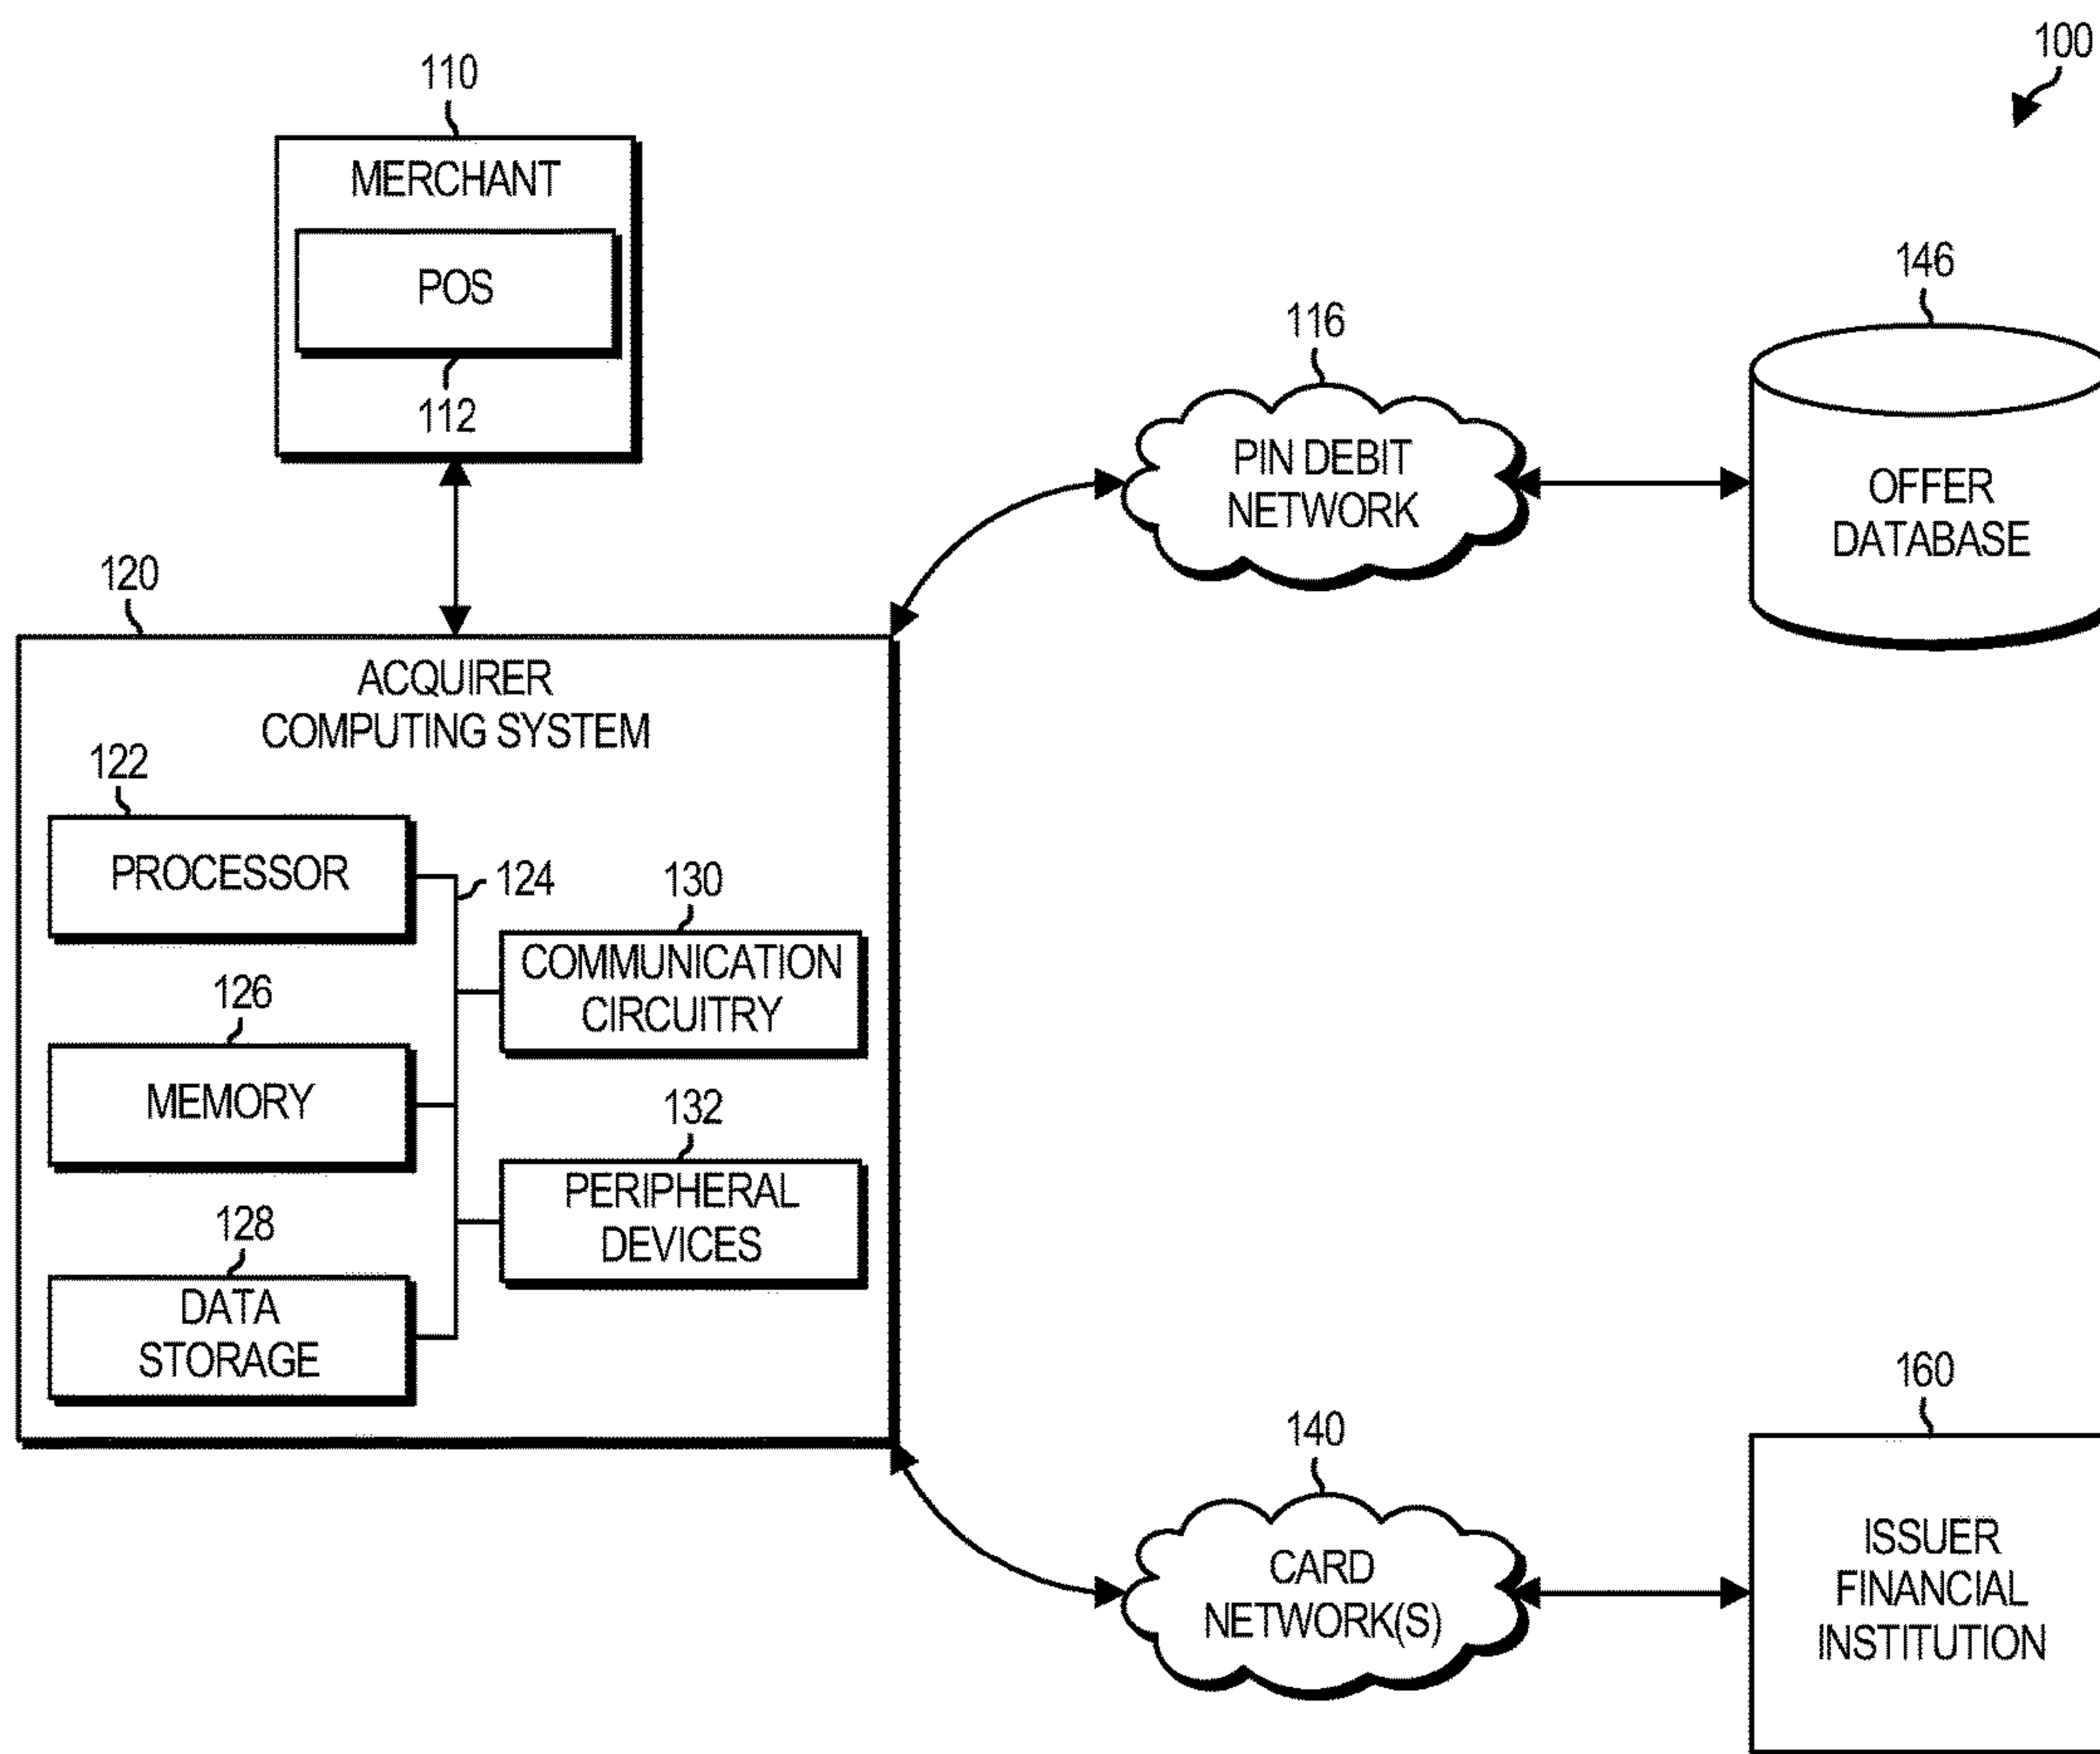 100
110
MERCHANT
POS
112
146
116
PIN DEBIT
NETWORK
OFFER
DATABASE
120
ACQUIRER
COMPUTING SYSTEM
122
PROCESSOR
124
130
COMMUNICATION
CIRCUITRY
126
MEMORY
132
PERIPHERAL
DEVICES
128
DATA
STORAGE
140
CARD
NETWORK(S)
160
ISSUER
FINANCIAL
INSTITUTION